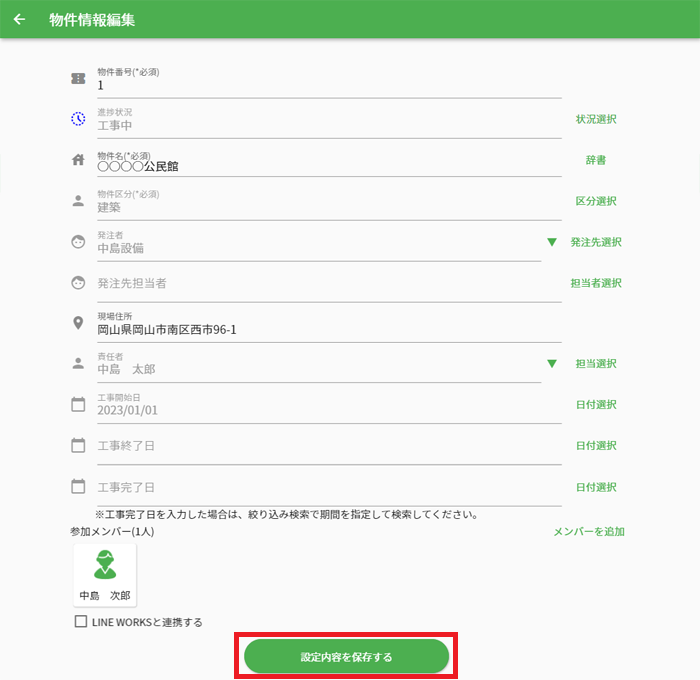 物件情報編集
物件番号(*必須)
1
進捗状況
工事中
状況選択
物件名(*必須)
〇〇〇〇公民館
辞書
物件区分(*必須)
建築
区分選択
発注者
中島設備
▼ 発注先選択
発注先担当者
担当者選択
現場住所
岡山県岡山市南区西市96-1
責任者
中島　太郎
▼ 担当選択
工事開始日
2023/01/01
日付選択
工事終了日
日付選択
工事完了日
日付選択
※工事完了日を入力した場合は、絞り込み検索で期間を指定して検索してください。
参加メンバー(1人)
メンバーを追加
中島　次郎
LINE WORKSと連携する
設定内容を保存する